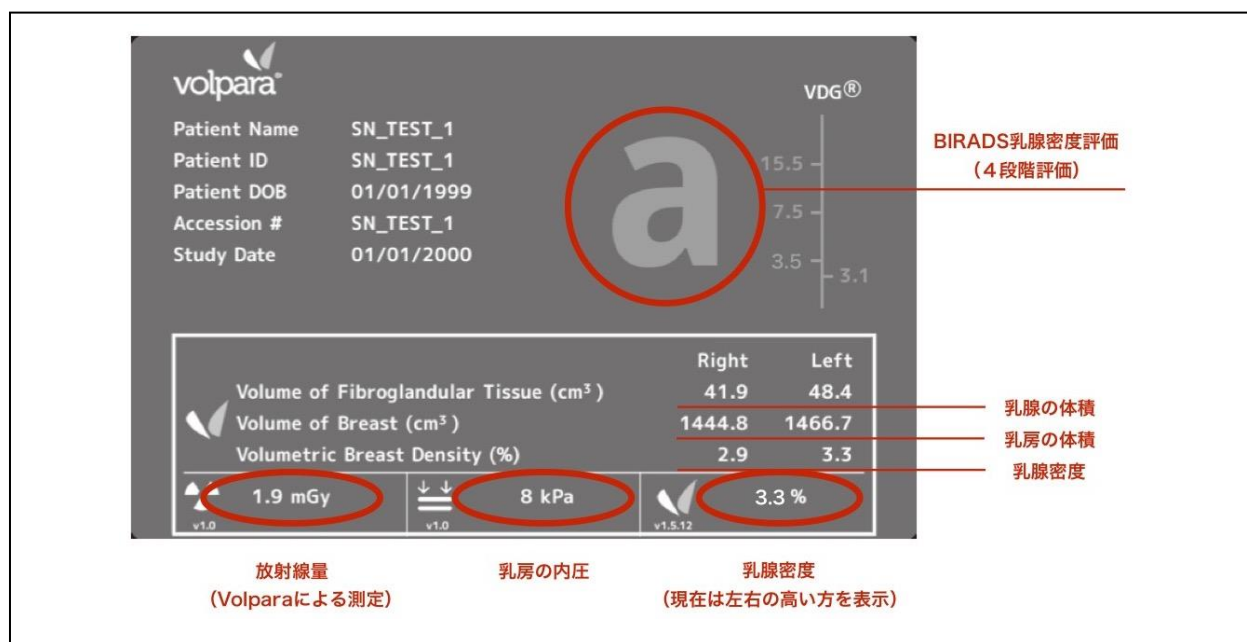 volpara
VDG®
Patient Name SN_TEST_1
Patient ID SN_TEST_1
Patient DOB 01/01/1999
Accession # SN_TEST_1
Study Date 01/01/2000
a
15.5
7.5
3.5
3.1
BIRADS乳腺密度評価
(4段階評価)
Right Left
Volume of Fibroglandular Tissue (cm³) 41.9 48.4
乳腺の体積
Volume of Breast (cm³) 1444.8 1466.7
乳房の体積
Volumetric Breast Density (%) 2.9 3.3
乳腺密度
1.9 mGy 8 kPa 3.3 %
v1.0 v1.0 v1.5.12
放射線量
(Volparaによる測定)
乳房の内圧
乳腺密度
(現在は左右の高い方を表示)